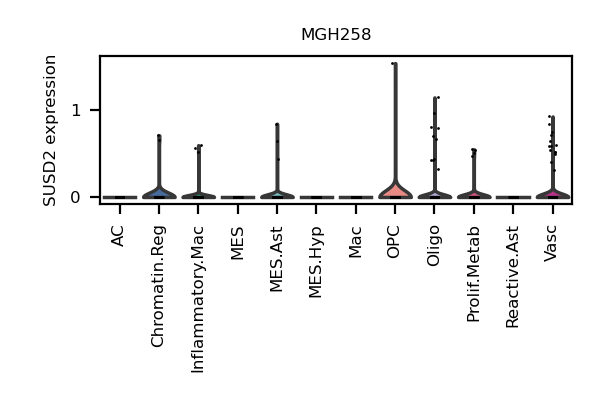 MGH258
SUSD2 expression
1
0
AC
Chromatin.Reg
Inflammatory.Mac
MES
MES.Ast
MES.Hyp
Mac
OPC
Oligo
Prolif.Metab
Reactive.Ast
Vasc